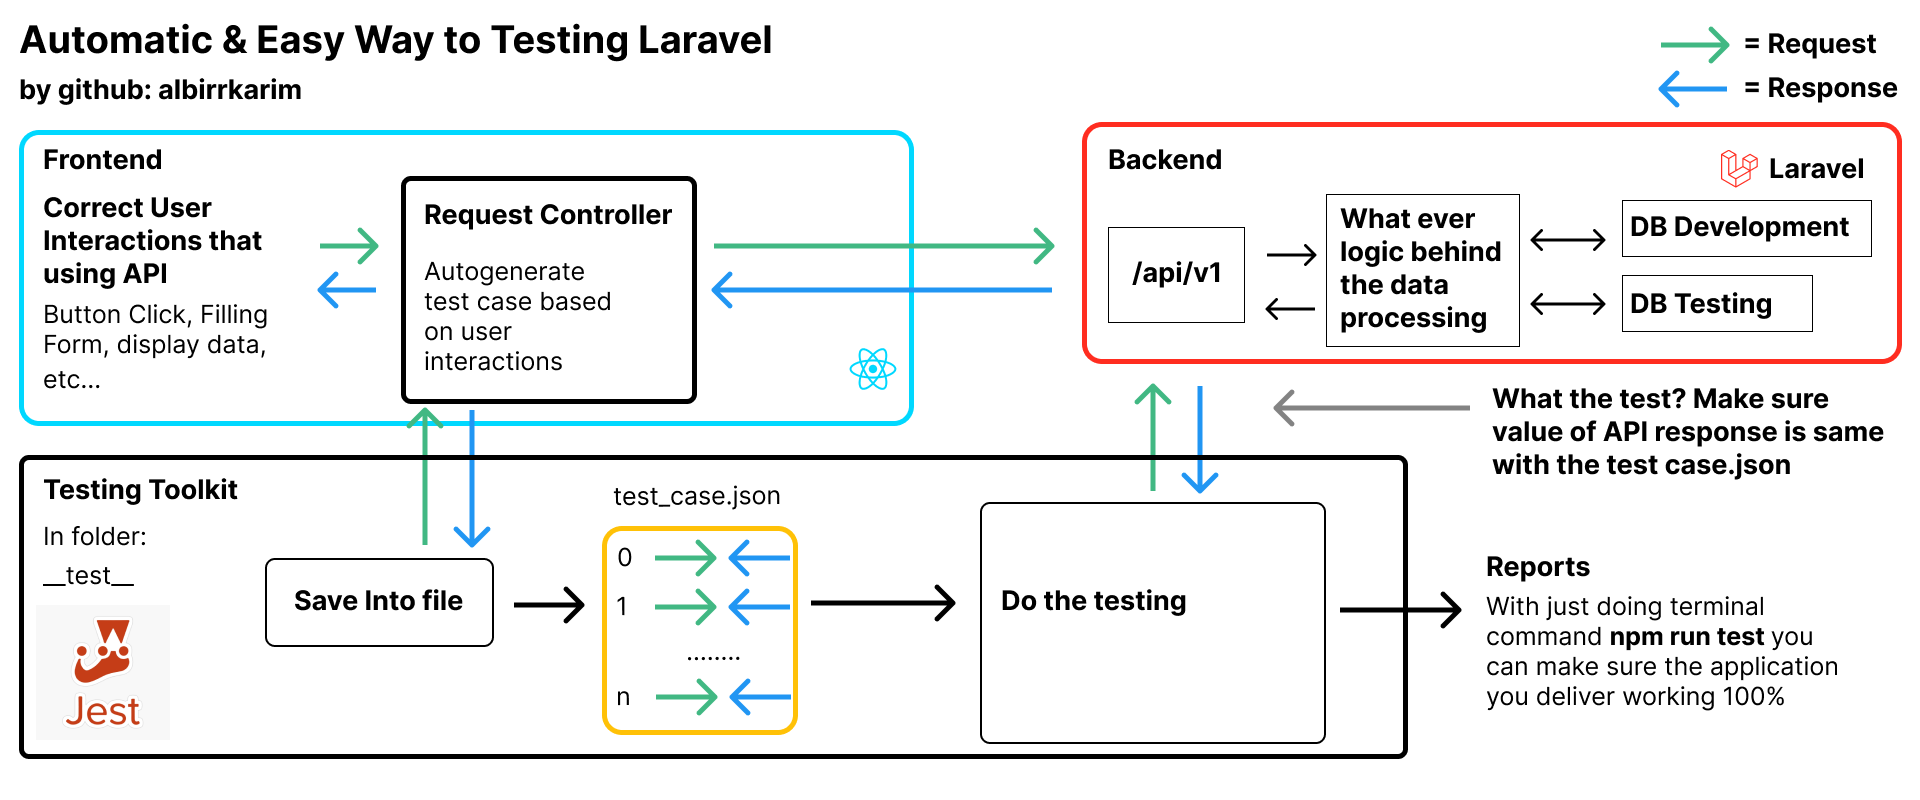 Automatic & Easy Way to Testing Laravel
by github: albirrkarim
= Request
= Response
Frontend
Correct User
Interactions that
using API
Button Click, Filling
Form, display data,
etc...
Request Controller
Autogenerate
test case based
on user
interactions
Backend
Laravel
/api/v1
What ever
logic behind
the data
processing
DB Development
DB Testing
What the test? Make sure
value of API response is same
with the test case.json
Testing Toolkit
In folder:
__test__
Jest
Save Into file
test_case.json
0
1
........
n
Do the testing
Reports
With just doing terminal
command npm run test you
can make sure the application
you deliver working 100%